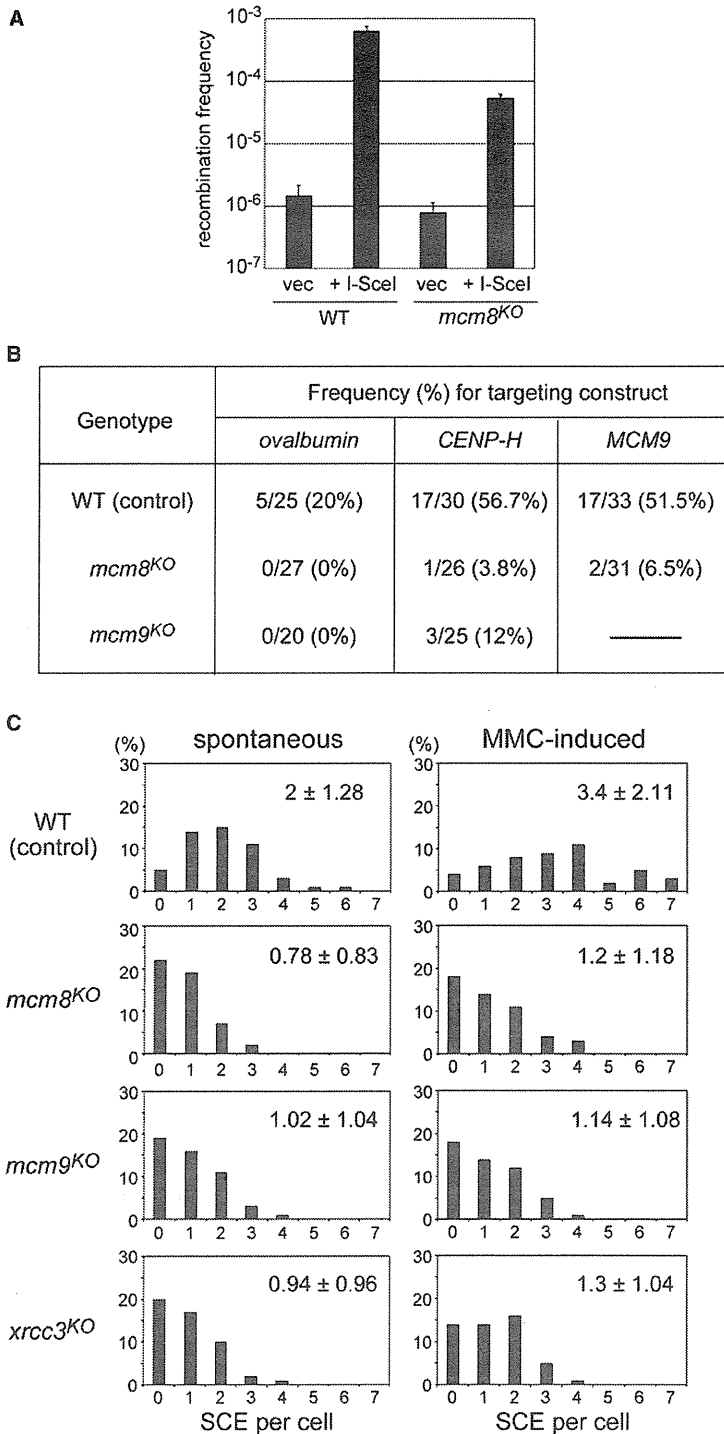 A
recombination frequency
10⁻³
10⁻⁴
10⁻⁵
10⁻⁶
10⁻⁷
vec + I-SceI vec + I-SceI
WT mcm8ᴷᴼ
B
Genotype
Frequency (%) for targeting construct
ovalbumin CENP-H MCM9
WT (control) 5/25 (20%) 17/30 (56.7%) 17/33 (51.5%)
mcm8ᴷᴼ 0/27 (0%) 1/26 (3.8%) 2/31 (6.5%)
mcm9ᴷᴼ 0/20 (0%) 3/25 (12%)
C
(%) spontaneous (%) MMC-induced
WT
(control)
30
20
10
2 ± 1.28
0 1 2 3 4 5 6 7
30
20
10
3.4 ± 2.11
0 1 2 3 4 5 6 7
mcm8ᴷᴼ
30
20
10
0.78 ± 0.83
0 1 2 3 4 5 6 7
30
20
10
1.2 ± 1.18
0 1 2 3 4 5 6 7
mcm9ᴷᴼ
30
20
10
1.02 ± 1.04
0 1 2 3 4 5 6 7
30
20
10
1.14 ± 1.08
0 1 2 3 4 5 6 7
xrcc3ᴷᴼ
30
20
10
0.94 ± 0.96
0 1 2 3 4 5 6 7
SCE per cell
30
20
10
1.3 ± 1.04
0 1 2 3 4 5 6 7
SCE per cell